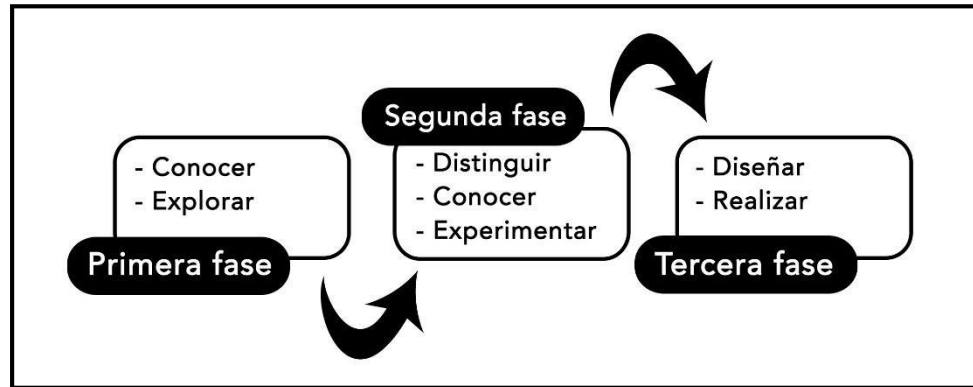 - Conocer
- Explorar
Primera fase
Segunda fase
- Distinguir
- Conocer
- Experimentar
- Diseñar
- Realizar
Tercera fase